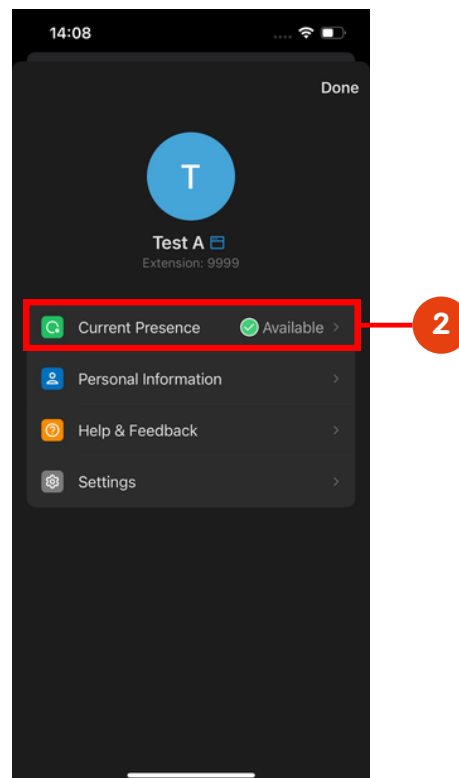 14:08
Done
T
Test A
Extension: 9999
Current Presence Available
2
Personal Information
Help & Feedback
Settings